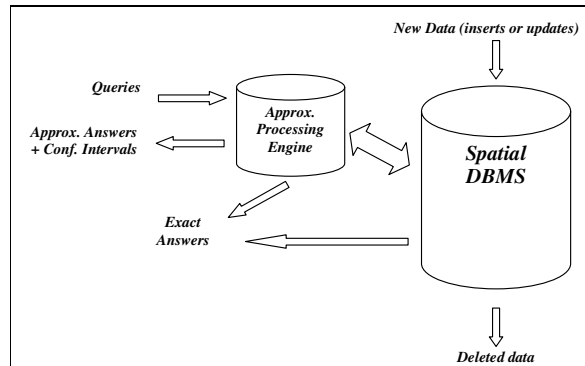 New Data (inserts or updates)
Queries
Approx. Answers
+ Conf. Intervals
Approx.
Processing
Engine
Spatial
DBMS
Exact
Answers
Deleted data